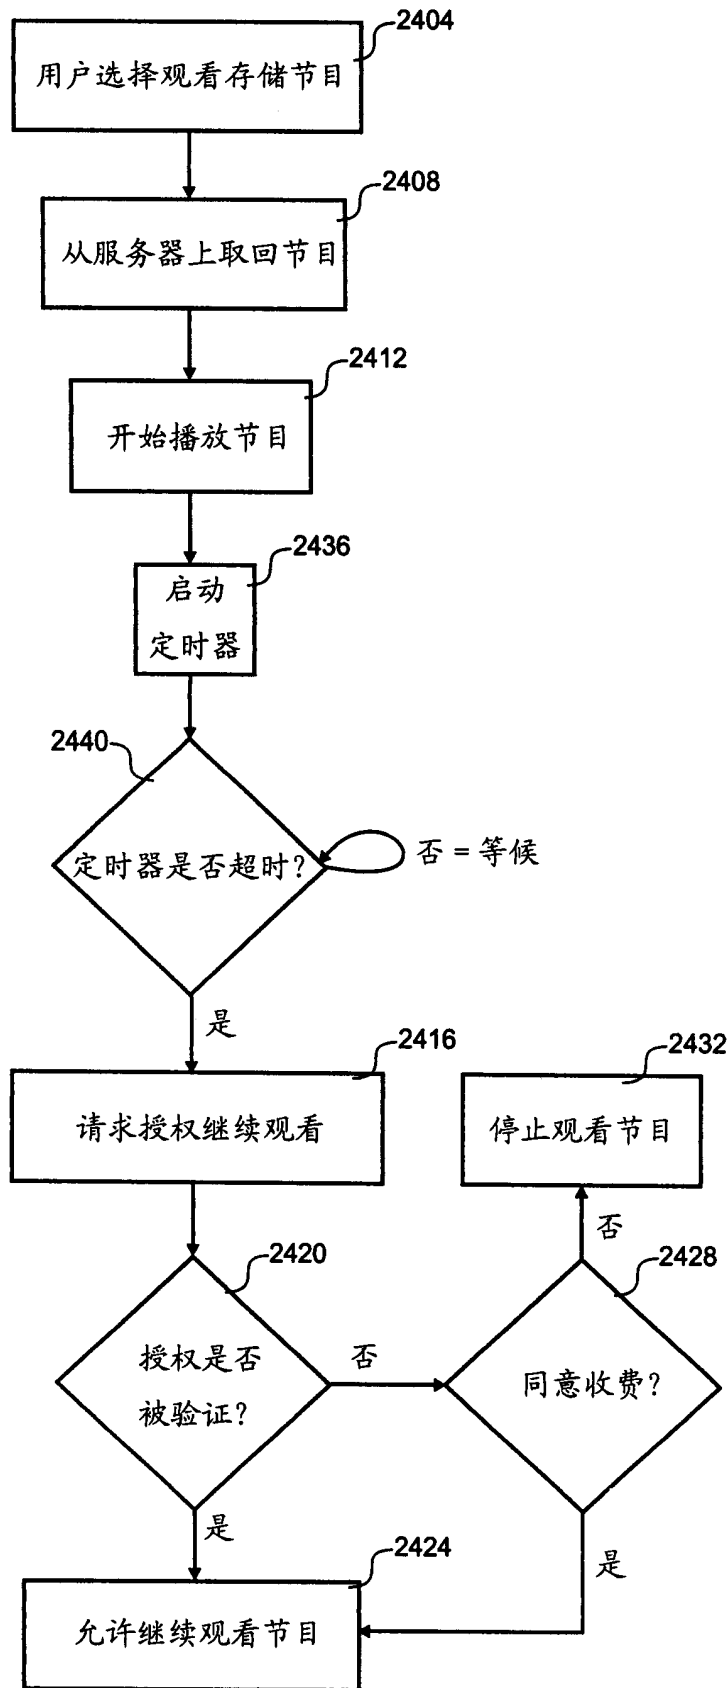 2404
用户选择观看存储节目
2408
从服务器上取回节目
2412
开始播放节目
2436
启动
定时器
2440
定时器是否超时？
否 = 等候
是
2416
请求授权继续观看
2432
停止观看节目
否
2420
授权是否
被验证？
否
2428
同意收费？
是
是
2424
允许继续观看节目